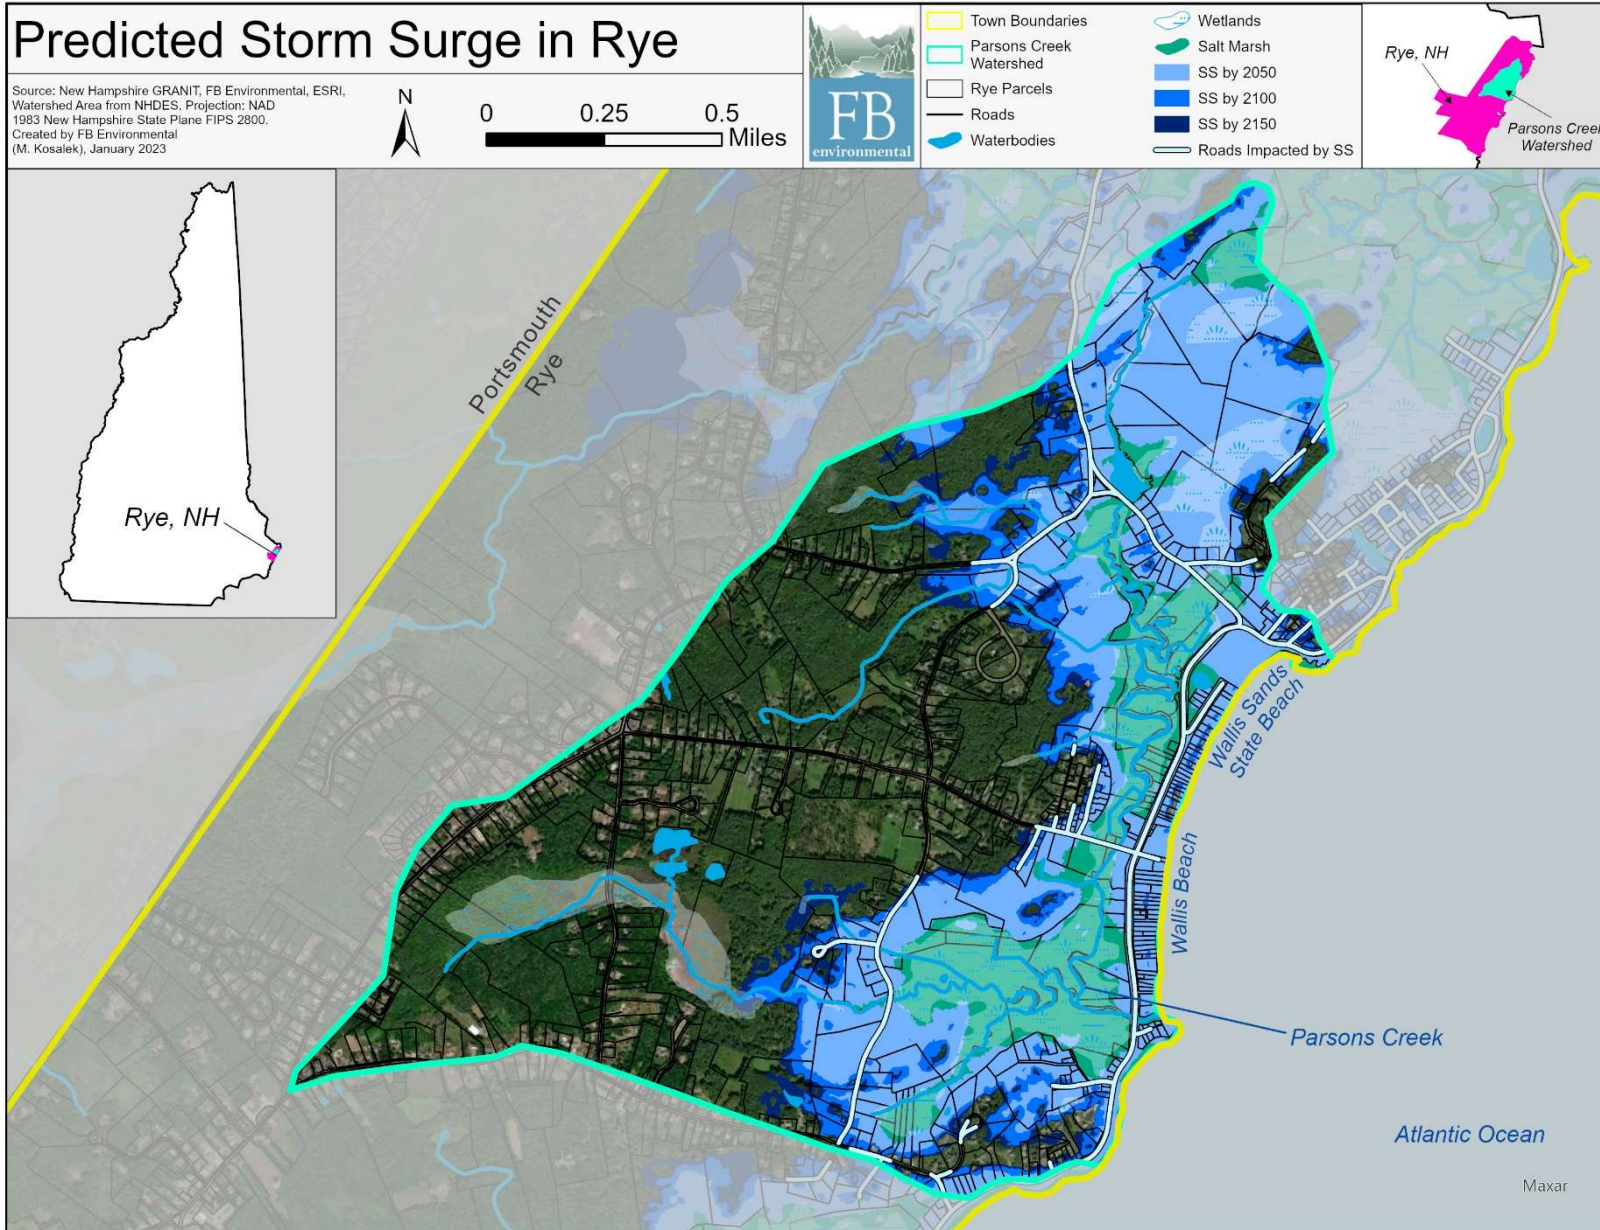 Predicted Storm Surge in Rye
Source: New Hampshire GRANIT, FB Environmental, ESRI,
Watershed Area from NHDES. Projection: NAD
1983 New Hampshire State Plane FIPS 2800.
Created by FB Environmental
(M. Kosalek), January 2023
N
0 0.25 0.5
Miles
FB
environmental
Town Boundaries
Parsons Creek
Watershed
Rye Parcels
Roads
Waterbodies
Wetlands
Salt Marsh
SS by 2050
SS by 2100
SS by 2150
Roads Impacted by SS
Rye, NH
Parsons Creek
Watershed
Rye, NH
Portsmouth
Rye
Wallis Sands
State Beach
Wallis Beach
Parsons Creek
Atlantic Ocean
Maxar